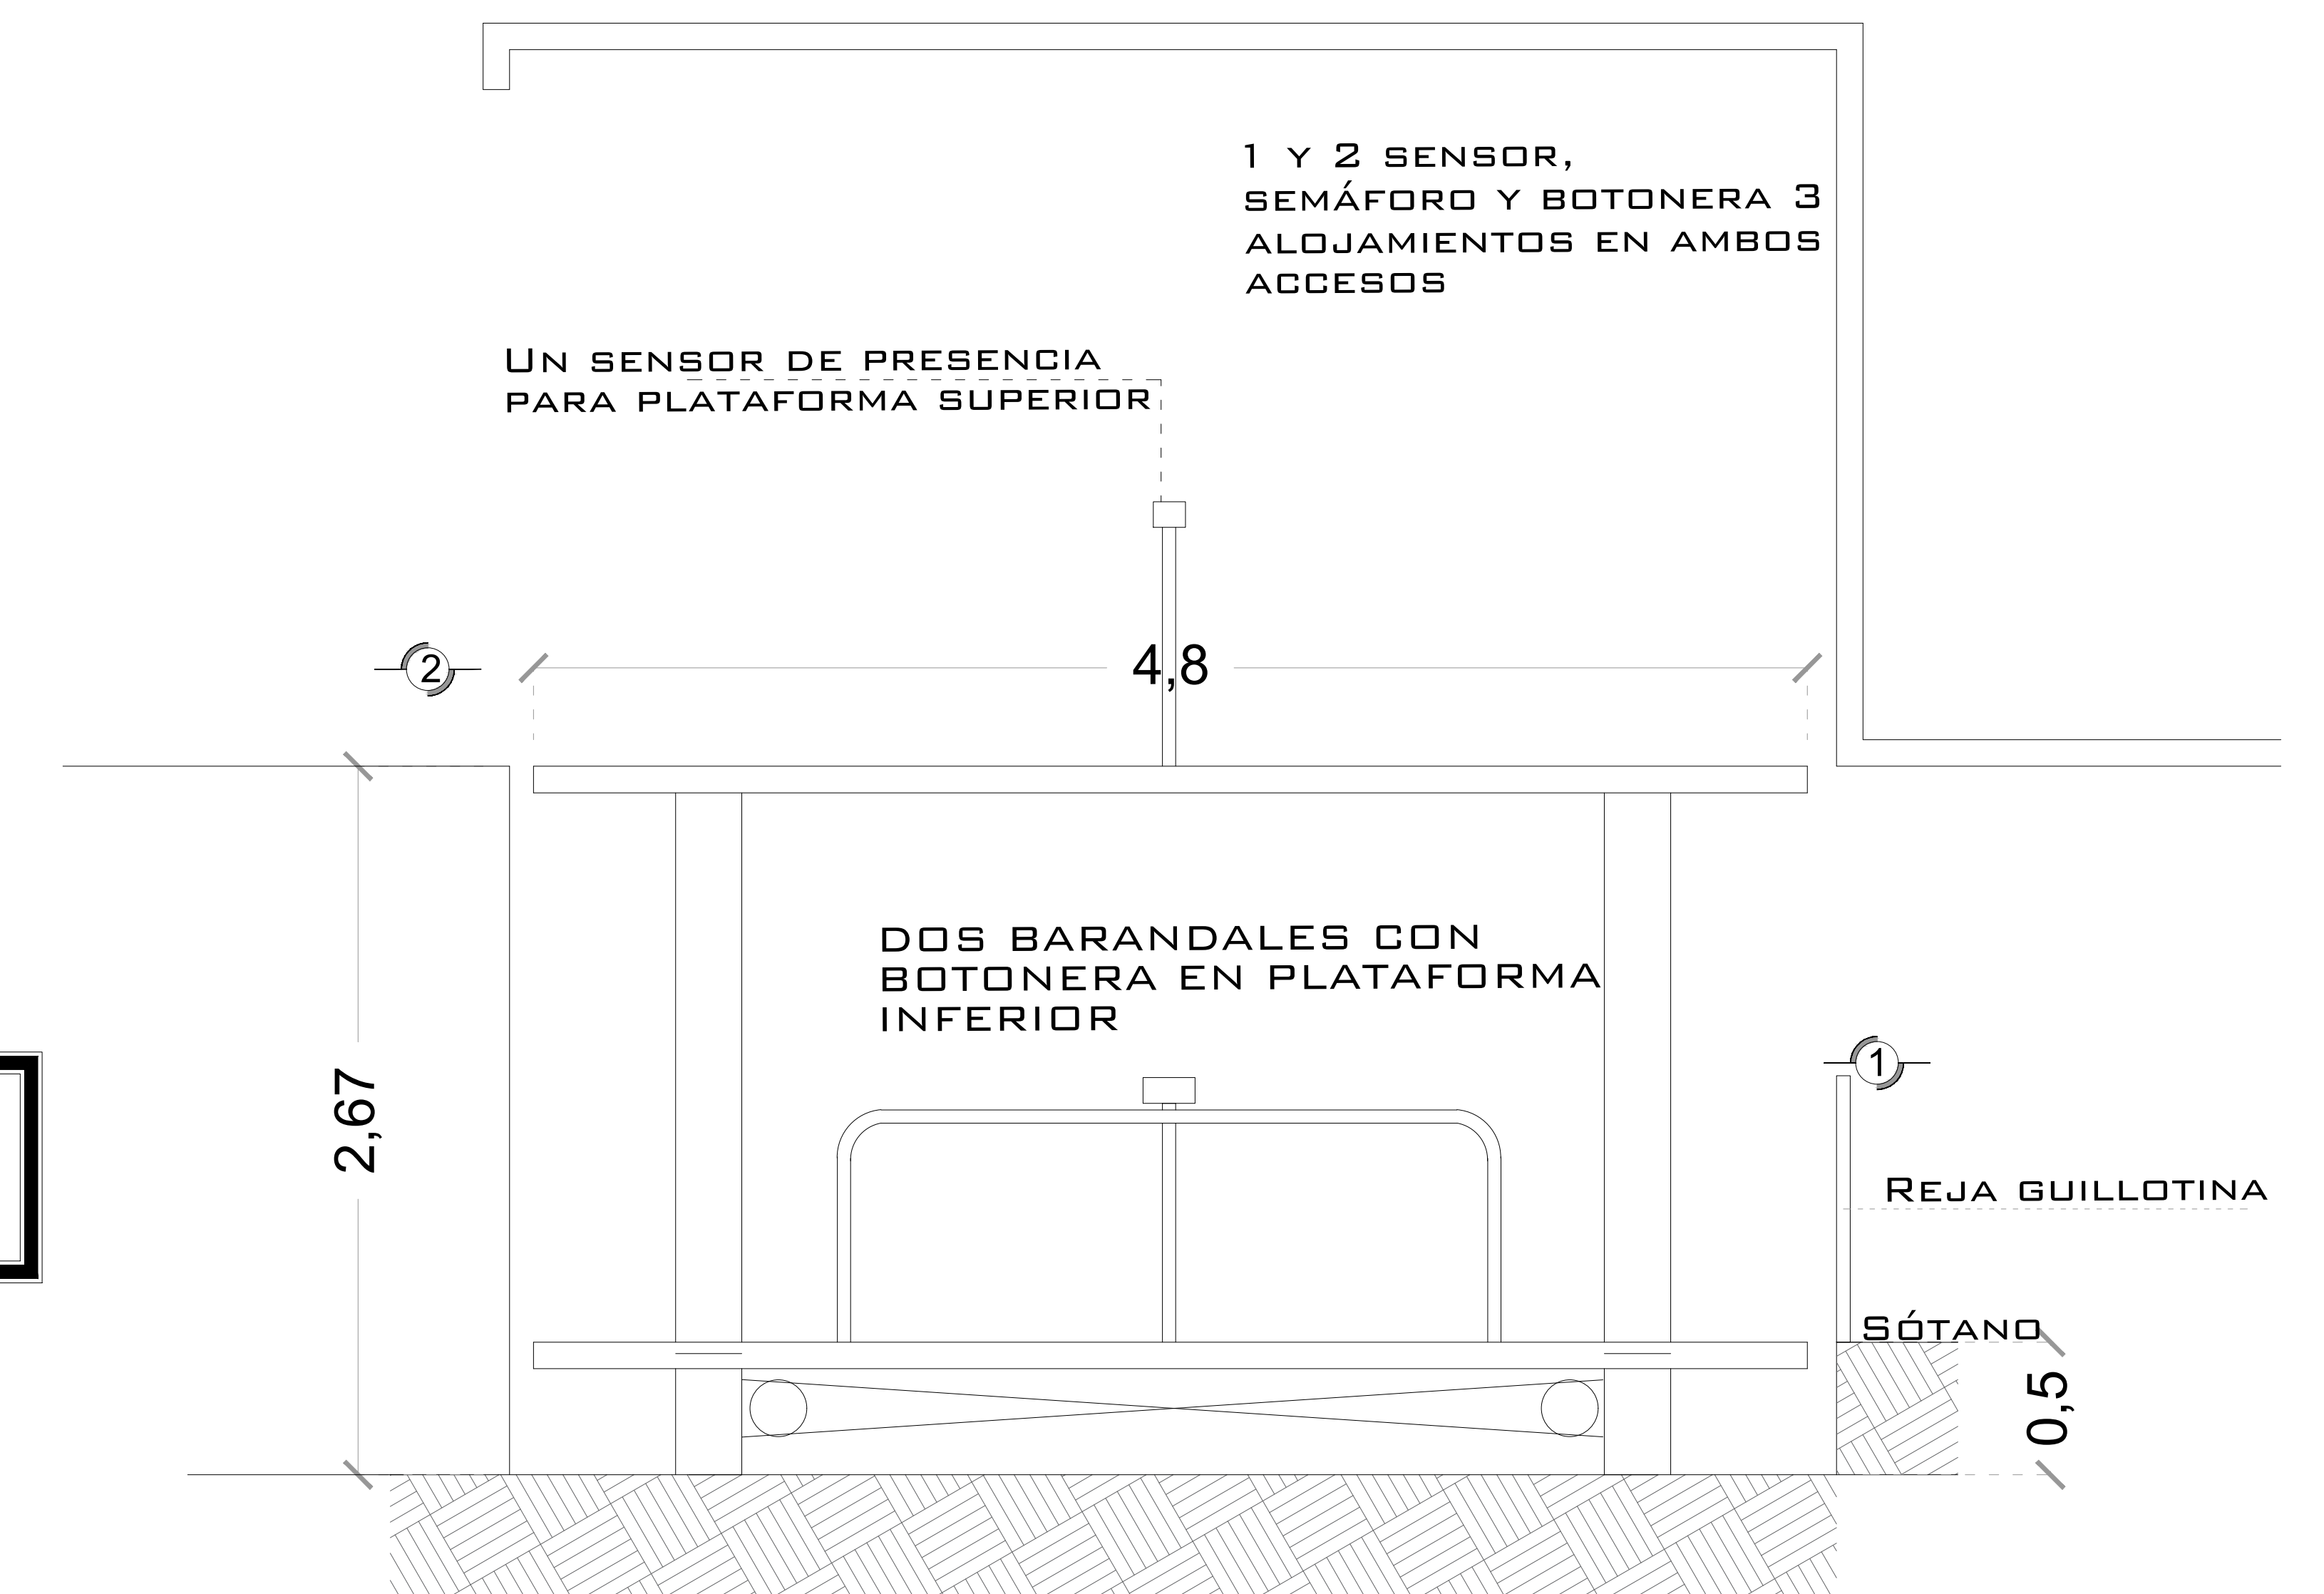 1 y 2 sensor,
semáforo y botonera 3
alojamientos en ambos
accesos
Un sensor de presencia
para plataforma superior
2
4,8
dos barandales con
botonera en plataforma
inferior
1
2,67
Reja guillotina
Sótano
0,5